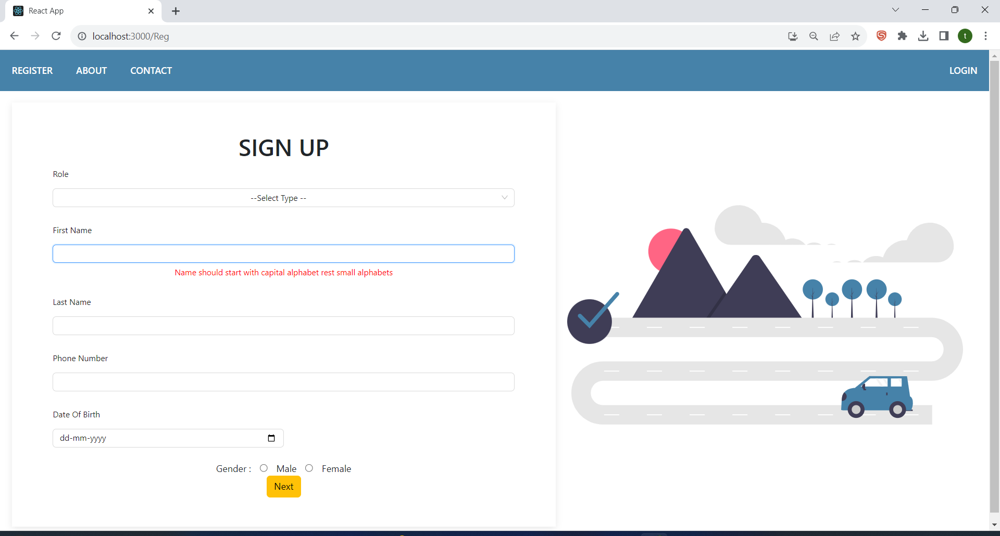 React App
localhost:3000/Reg
t
REGISTER ABOUT CONTACT LOGIN
SIGN UP
Role
--Select Type --
First Name
Name should start with capital alphabet rest small alphabets
Last Name
Phone Number
Date Of Birth
dd-mm-yyyy
Gender : Male Female
Next